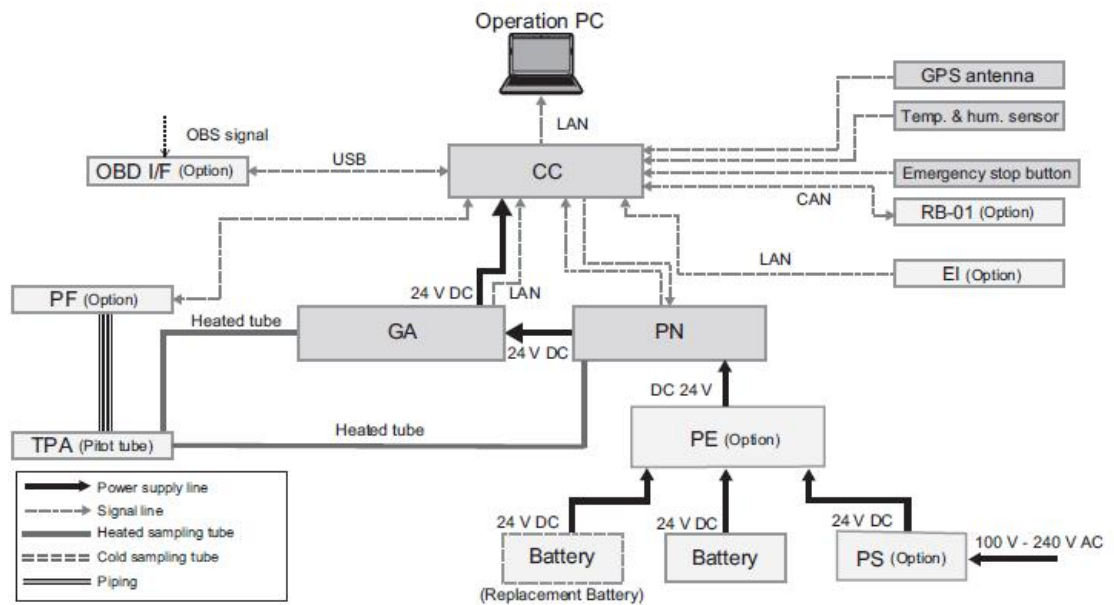 Operation PC
GPS antenna
Temp. & hum. sensor
OBS signal
LAN
OBD I/F (Option)
USB
CC
Emergency stop button
CAN
RB-01 (Option)
LAN
EI (Option)
PF (Option)
24 V DC
LAN
Heated tube
GA
PN
24 V DC
DC 24 V
TPA (Pitot tube)
Heated tube
PE (Option)
Power supply line
Signal line
Heated sampling tube
Cold sampling tube
Piping
24 V DC
24 V DC
24 V DC
100 V - 240 V AC
Battery
Battery
PS (Option)
(Replacement Battery)